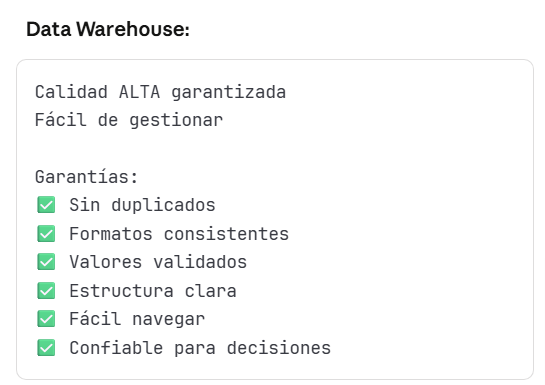 Data Warehouse:
Calidad ALTA garantizada
Fácil de gestionar
Garantías:
✅ Sin duplicados
✅ Formatos consistentes
✅ Valores validados
✅ Estructura clara
✅ Fácil navegar
✅ Confiable para decisiones